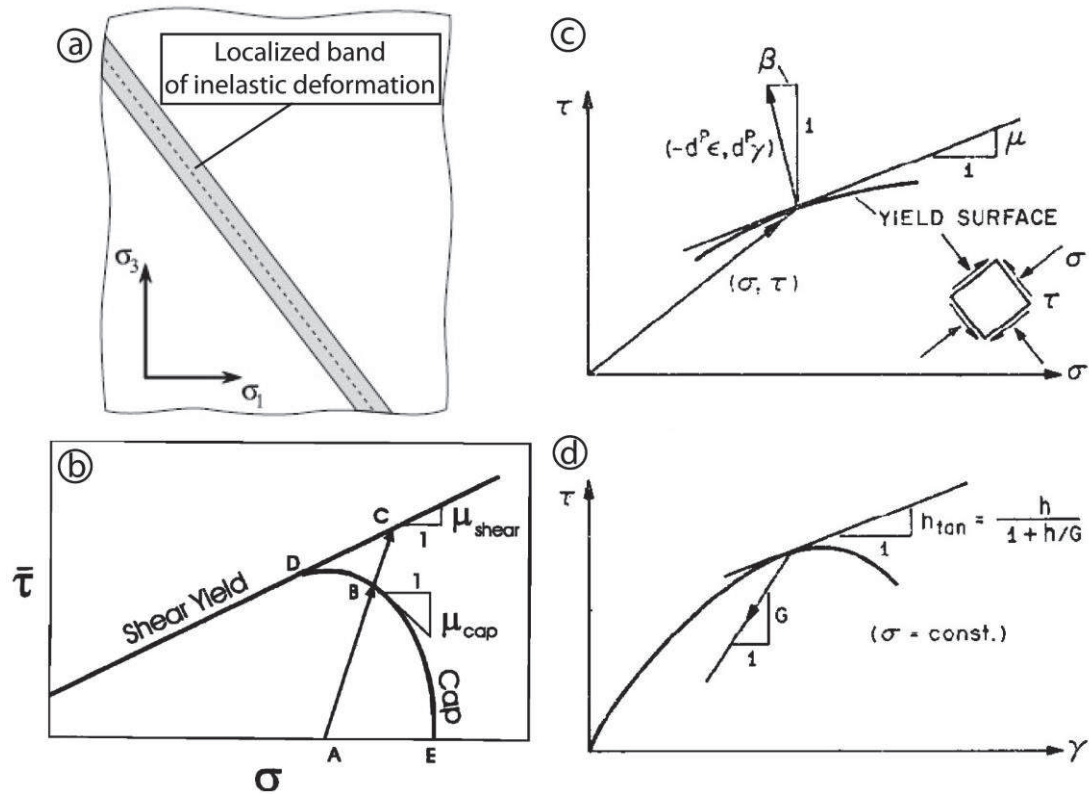 a
Localized band
of inelastic deformation
σ₃
σ₁
b
τ̄
Shear Yield
D
C
μshear
1
B
1
μcap
Cap
A
E
σ
c
τ
β
1
(-dᴾε, dᴾγ)
μ
1
YIELD SURFACE
(σ, τ)
σ
τ
σ
d
τ
h_tan = h / 1 + h/G
1
G
1
(σ = const.)
γ